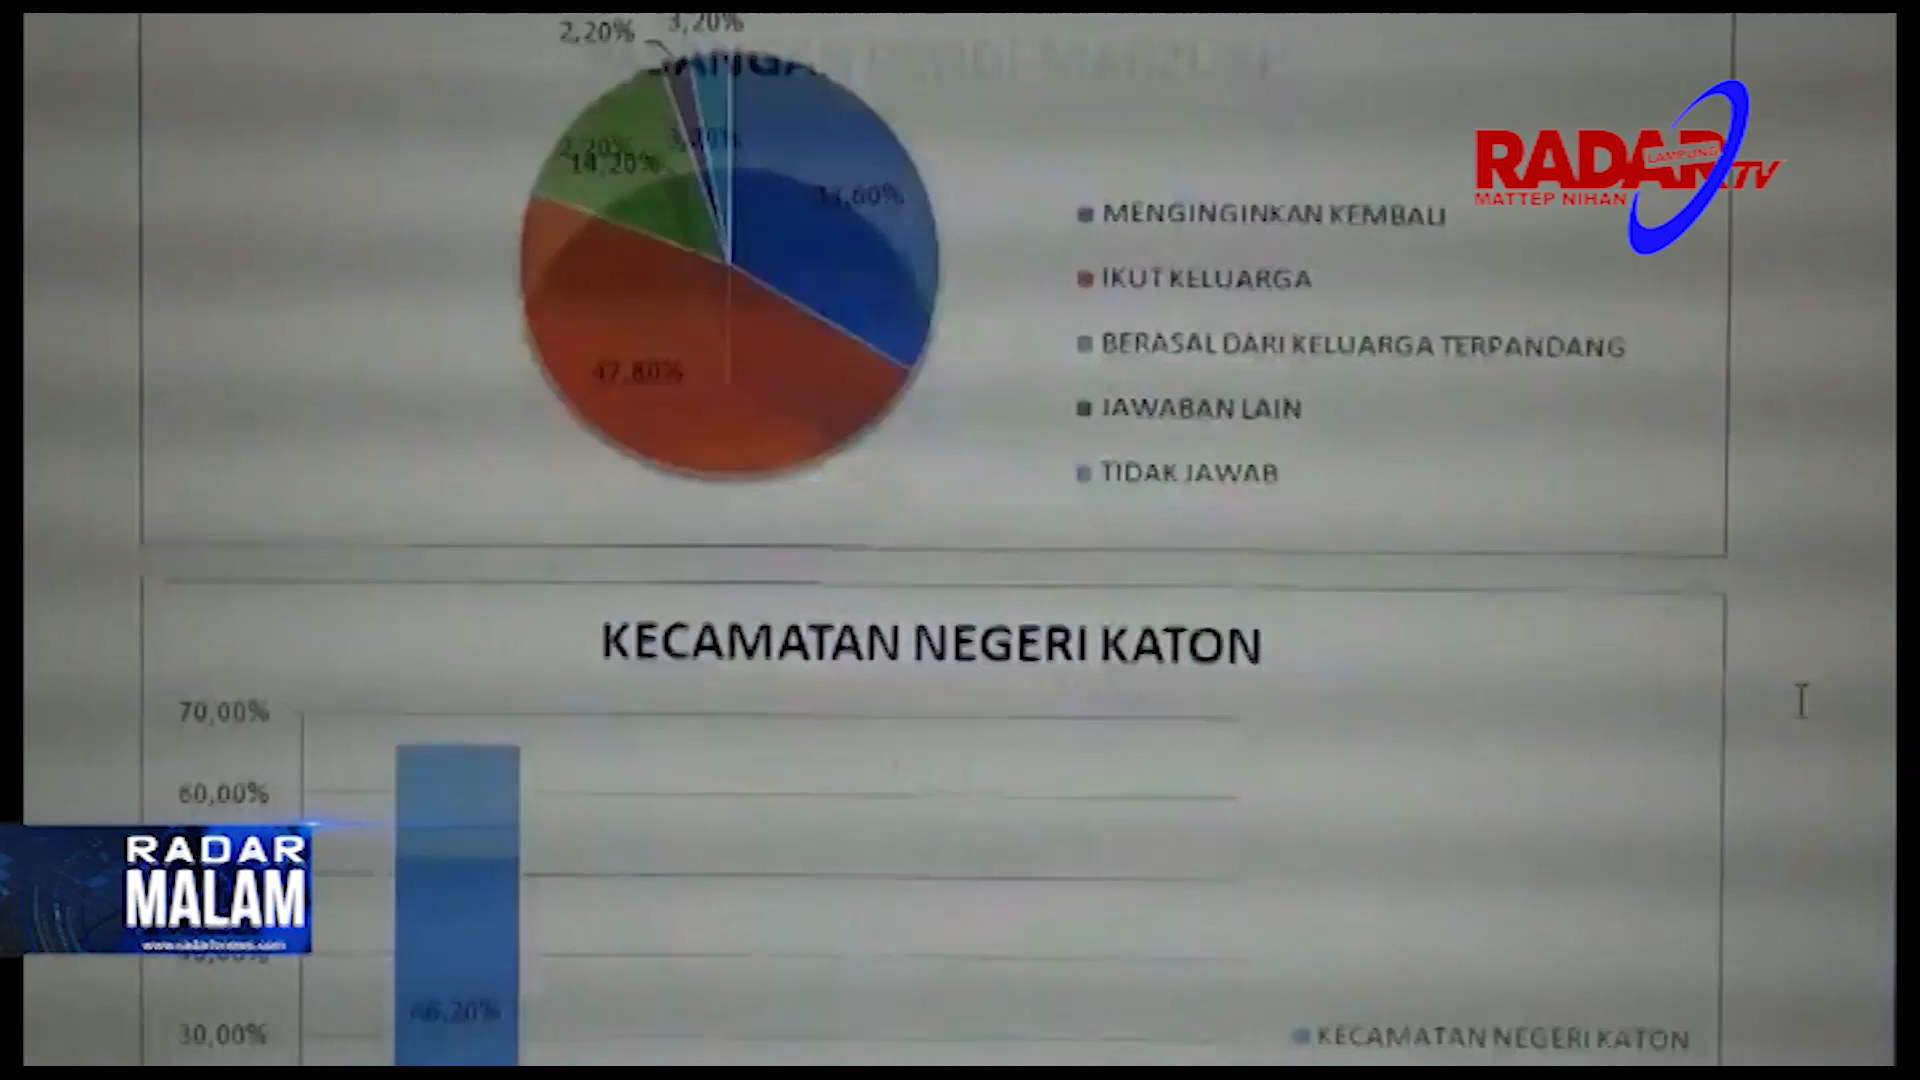 2,20%
3,20%
2,20%
14,20%
47,80%
RADAR TV
LAMPUNG
MATTEP NIHAN
MENGINGINKAN KEMBALI
IKUT KELUARGA
BERASAL DARI KELUARGA TERPANDANG
JAWABAN LAIN
TIDAK JAWAB
KECAMATAN NEGERI KATON
70,00%
60,00%
RADAR
MALAM
30,00%
KECAMATAN NEGERI KATON